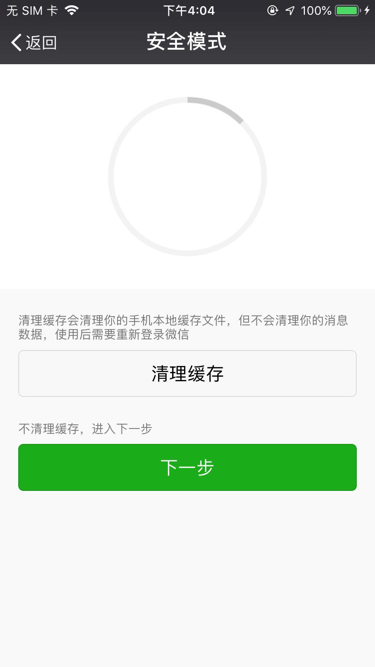 无 SIM 卡 下午4:04 100%
返回 安全模式
清理缓存会清理你的手机本地缓存文件，但不会清理你的消息
数据，使用后需要重新登录微信
清理缓存
不清理缓存，进入下一步
下一步